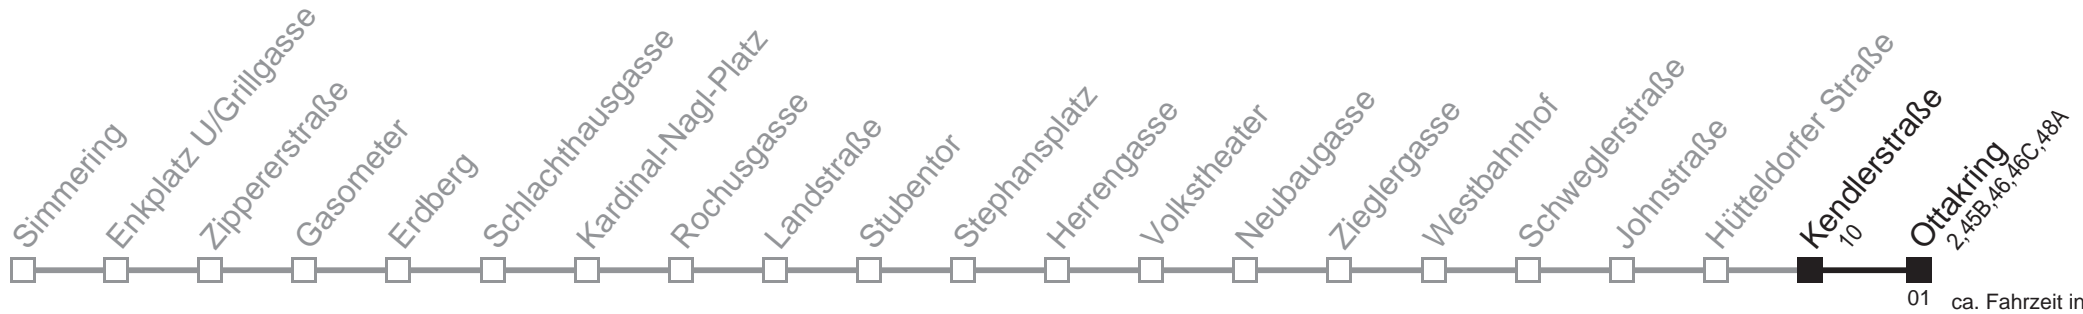 Simmering
Enkplatz U/Grillgasse
Zippererstraße
Gasometer
Erdberg
Schlachthausgasse
Kardinal-Nagl-Platz
Rochusgasse
Landstraße
Stubentor
Stephansplatz
Herrengasse
Volkstheater
Neubaugasse
Zieglergasse
Westbahnhof
Schweglerstraße
Johnstraße
Hütteldorfer Straße
Kendlerstraße
10
Ottakring
2,45B,46,46C,48A
01
ca. Fahrzeit in